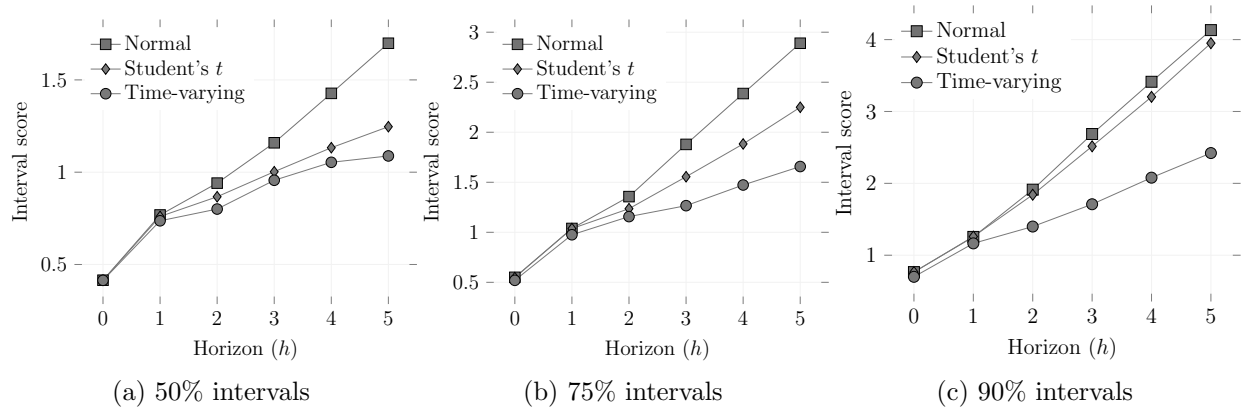 Normal
Student's t
Time-varying
1.5
1
0.5
Interval score
0 1 2 3 4 5
Horizon (h)
(a) 50% intervals
Normal
Student's t
Time-varying
3
2.5
2
1.5
1
0.5
Interval score
0 1 2 3 4 5
Horizon (h)
(b) 75% intervals
Normal
Student's t
Time-varying
4
3
2
1
Interval score
0 1 2 3 4 5
Horizon (h)
(c) 90% intervals